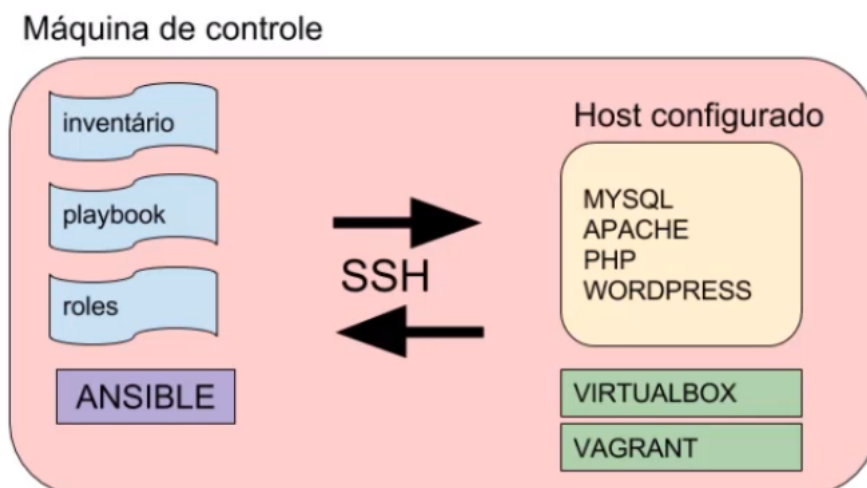 Máquina de controle
inventário
playbook
roles
ANSIBLE
SSH
Host configurado
MYSQL
APACHE
PHP
WORDPRESS
VIRTUALBOX
VAGRANT